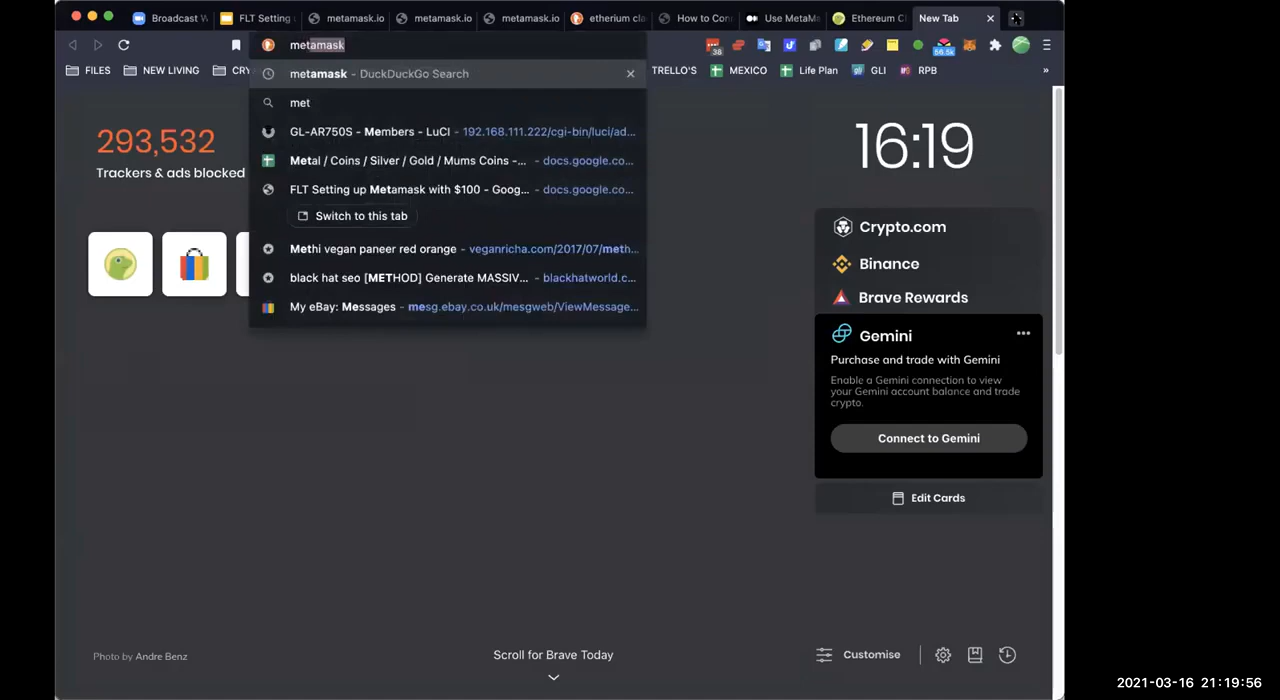 Broadcast W
FLT Setting
metamask.io
metamask.io
metamask.io
etherium cla
How to Con
Use MetaMa
Ethereum Cl
New Tab
metamask
38
56.5k
FILES
NEW LIVING
CRY
TRELLO'S
MEXICO
Life Plan
GLI
RPB
»
metamask - DuckDuckGo Search
met
GL-AR750S - Members - LuCI - 192.168.111.222/cgi-bin/luci/ad...
Metal / Coins / Silver / Gold / Mums Coins -... - docs.google.co...
FLT Setting up Metamask with $100 - Goog... - docs.google.co...
Switch to this tab
Methi vegan paneer red orange - veganricha.com/2017/07/meth...
black hat seo [METHOD] Generate MASSIV... - blackhatworld.c...
My eBay: Messages - mesg.ebay.co.uk/mesgweb/ViewMessage...
293,532
Trackers & ads blocked
16:19
Crypto.com
Binance
Brave Rewards
Gemini
Purchase and trade with Gemini
Enable a Gemini connection to view
your Gemini account balance and trade
crypto.
Connect to Gemini
Edit Cards
Photo by Andre Benz
Scroll for Brave Today
Customise
2021-03-16 21:19:56